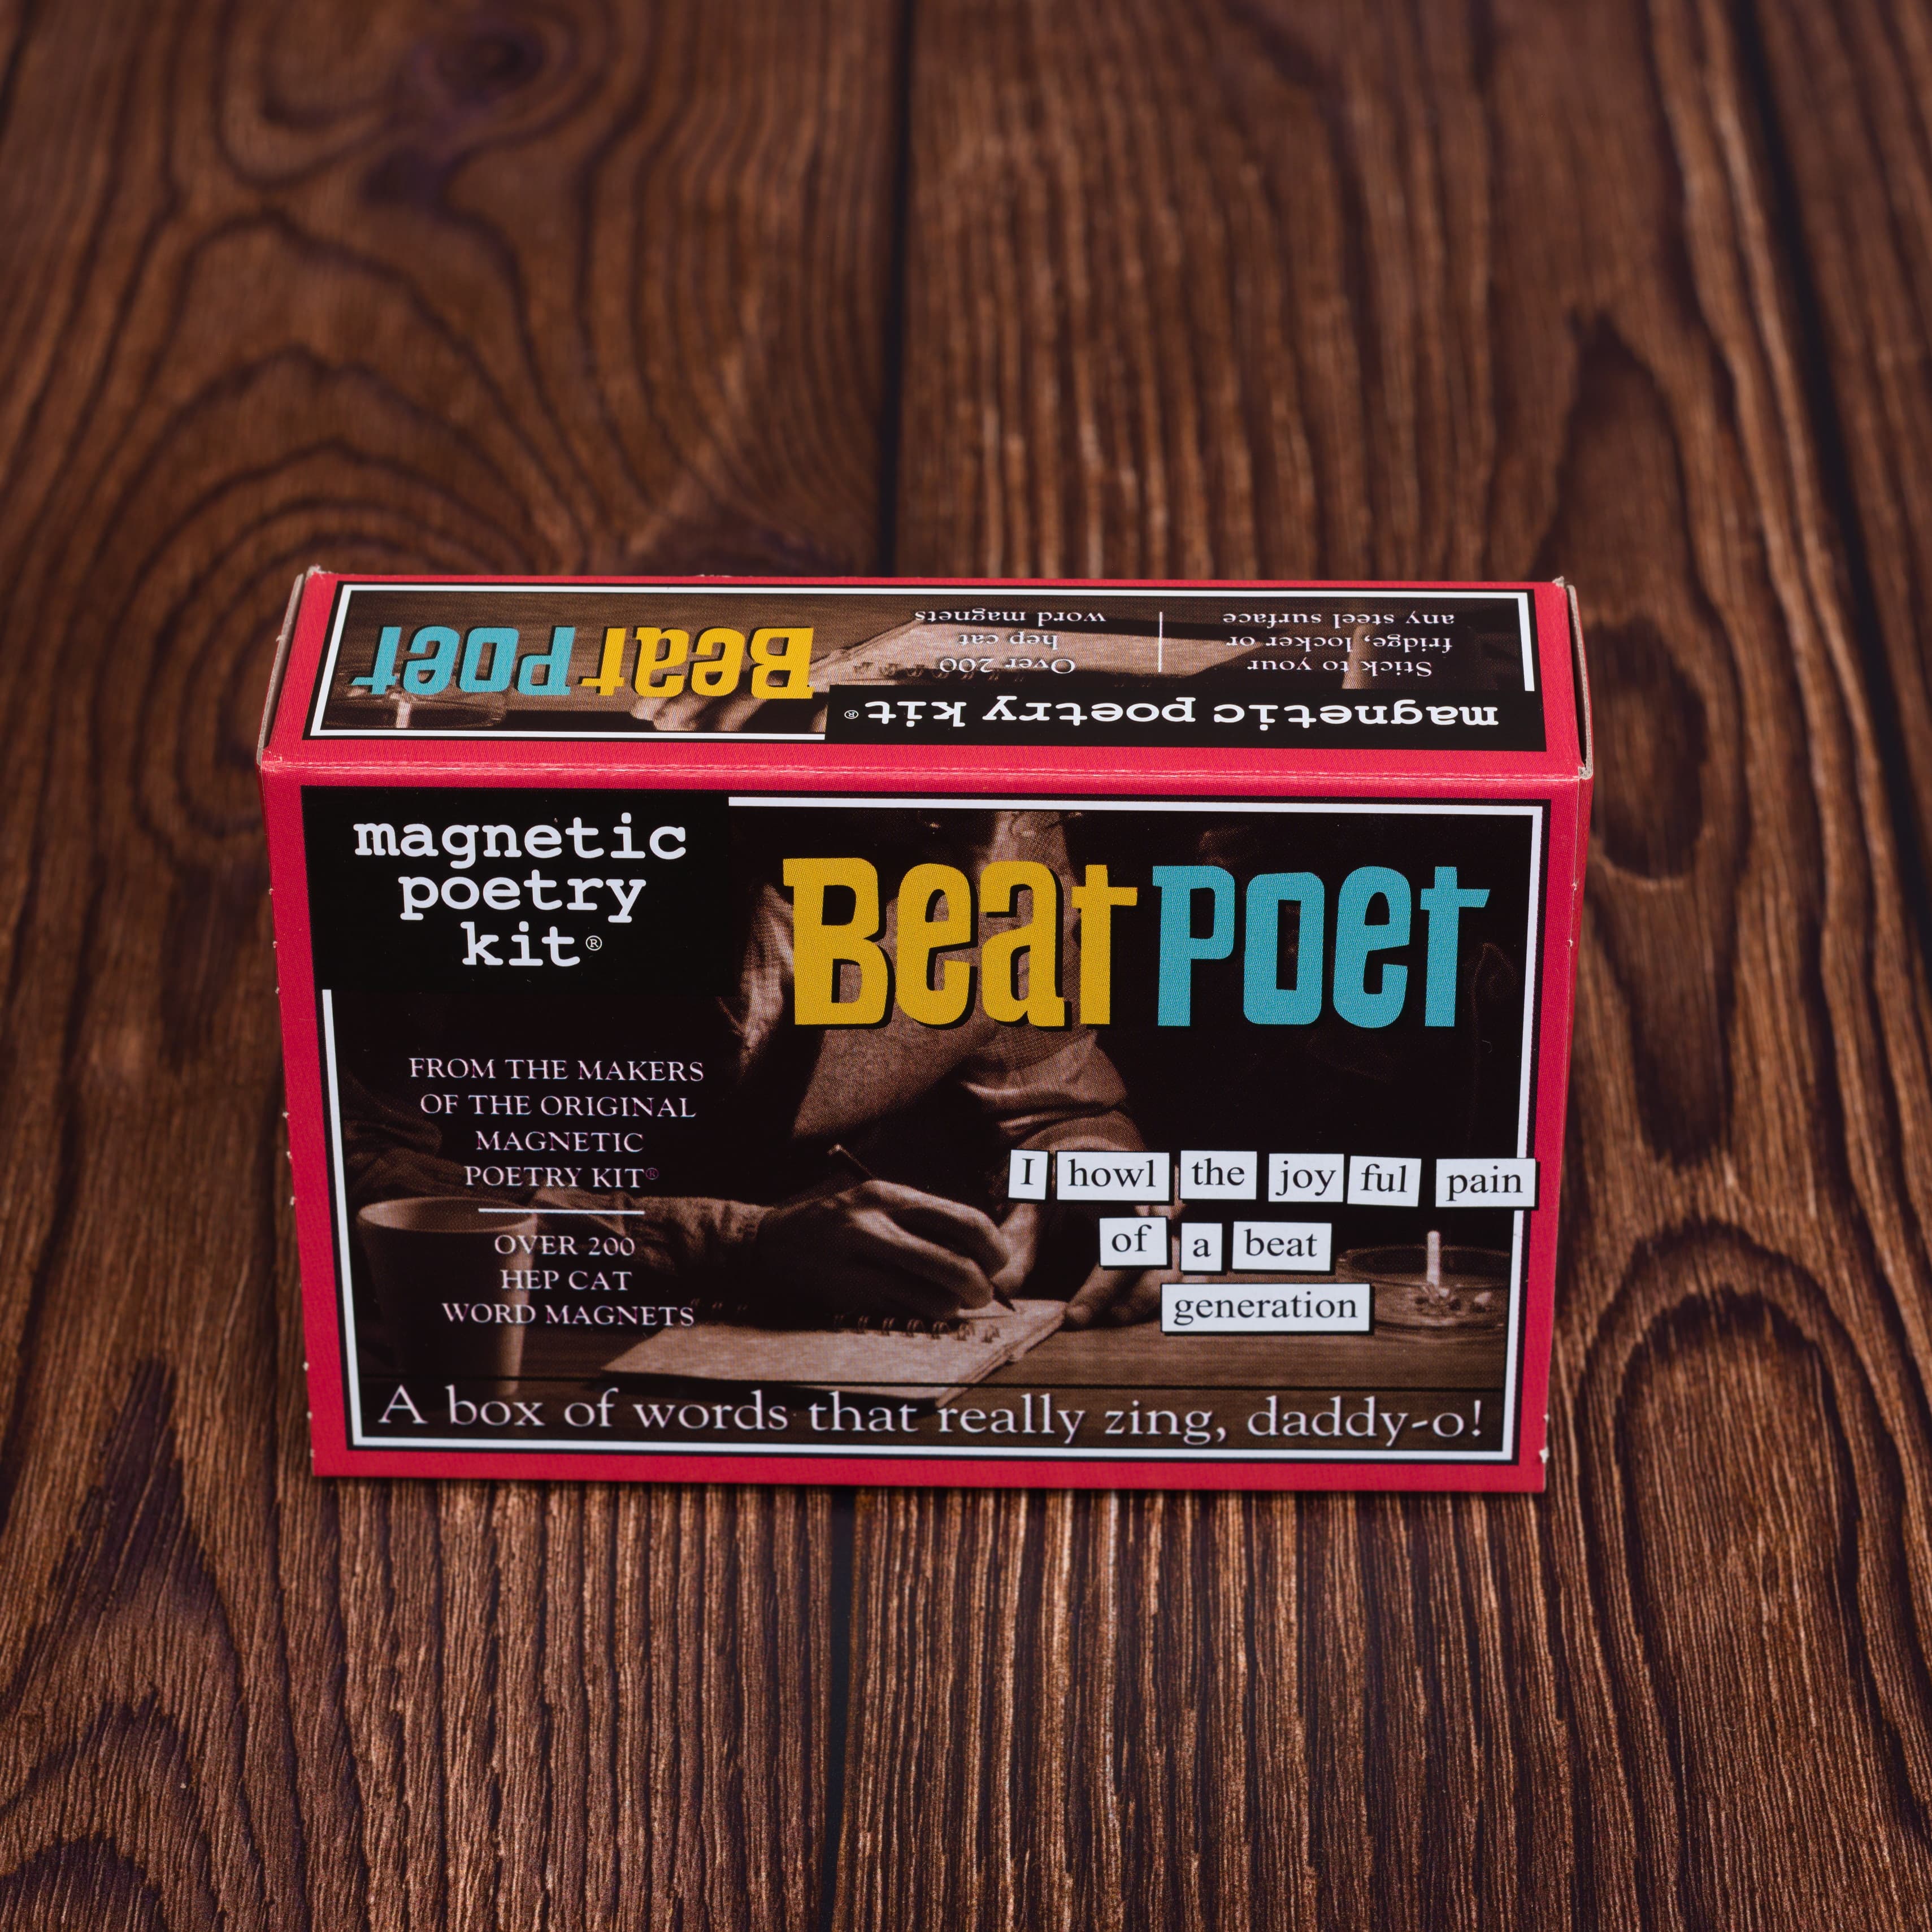 Beat Poet
Over 200
hep cat
word magnets
Stick to your
fridge, locker or
any steel surface
magnetic poetry kit®
magnetic
poetry
kit®
Beat Poet
FROM THE MAKERS
OF THE ORIGINAL
MAGNETIC
POETRY KIT®
OVER 200
HEP CAT
WORD MAGNETS
I howl the joy ful pain
of a beat
generation
A box of words that really zing, daddy-o!